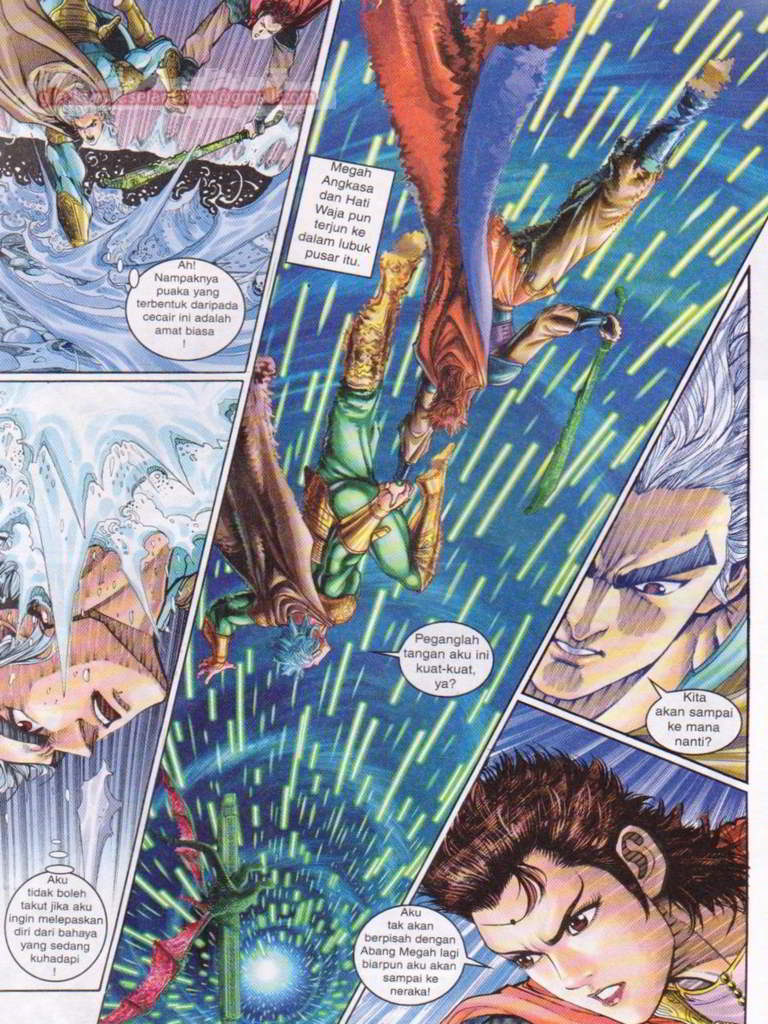 Ah!
Nampaknya
puaka yang
terbentuk daripada
cecair ini adalah
amat biasa
!
Megah
Angkasa
dan Hati
Waja pun
terjun ke
dalam lubuk
pusar itu.
Aku
tidak boleh
takut jika aku
ingin melepaskan
diri dari bahaya
yang sedang
kuhadapi
!
Peganglah
tangan aku ini
kuat-kuat,
ya?
Kita
akan sampai
ke mana
nanti?
Aku
tak akan
berpisah dengan
Abang Megah lagi
biarpun aku akan
sampai ke
neraka!